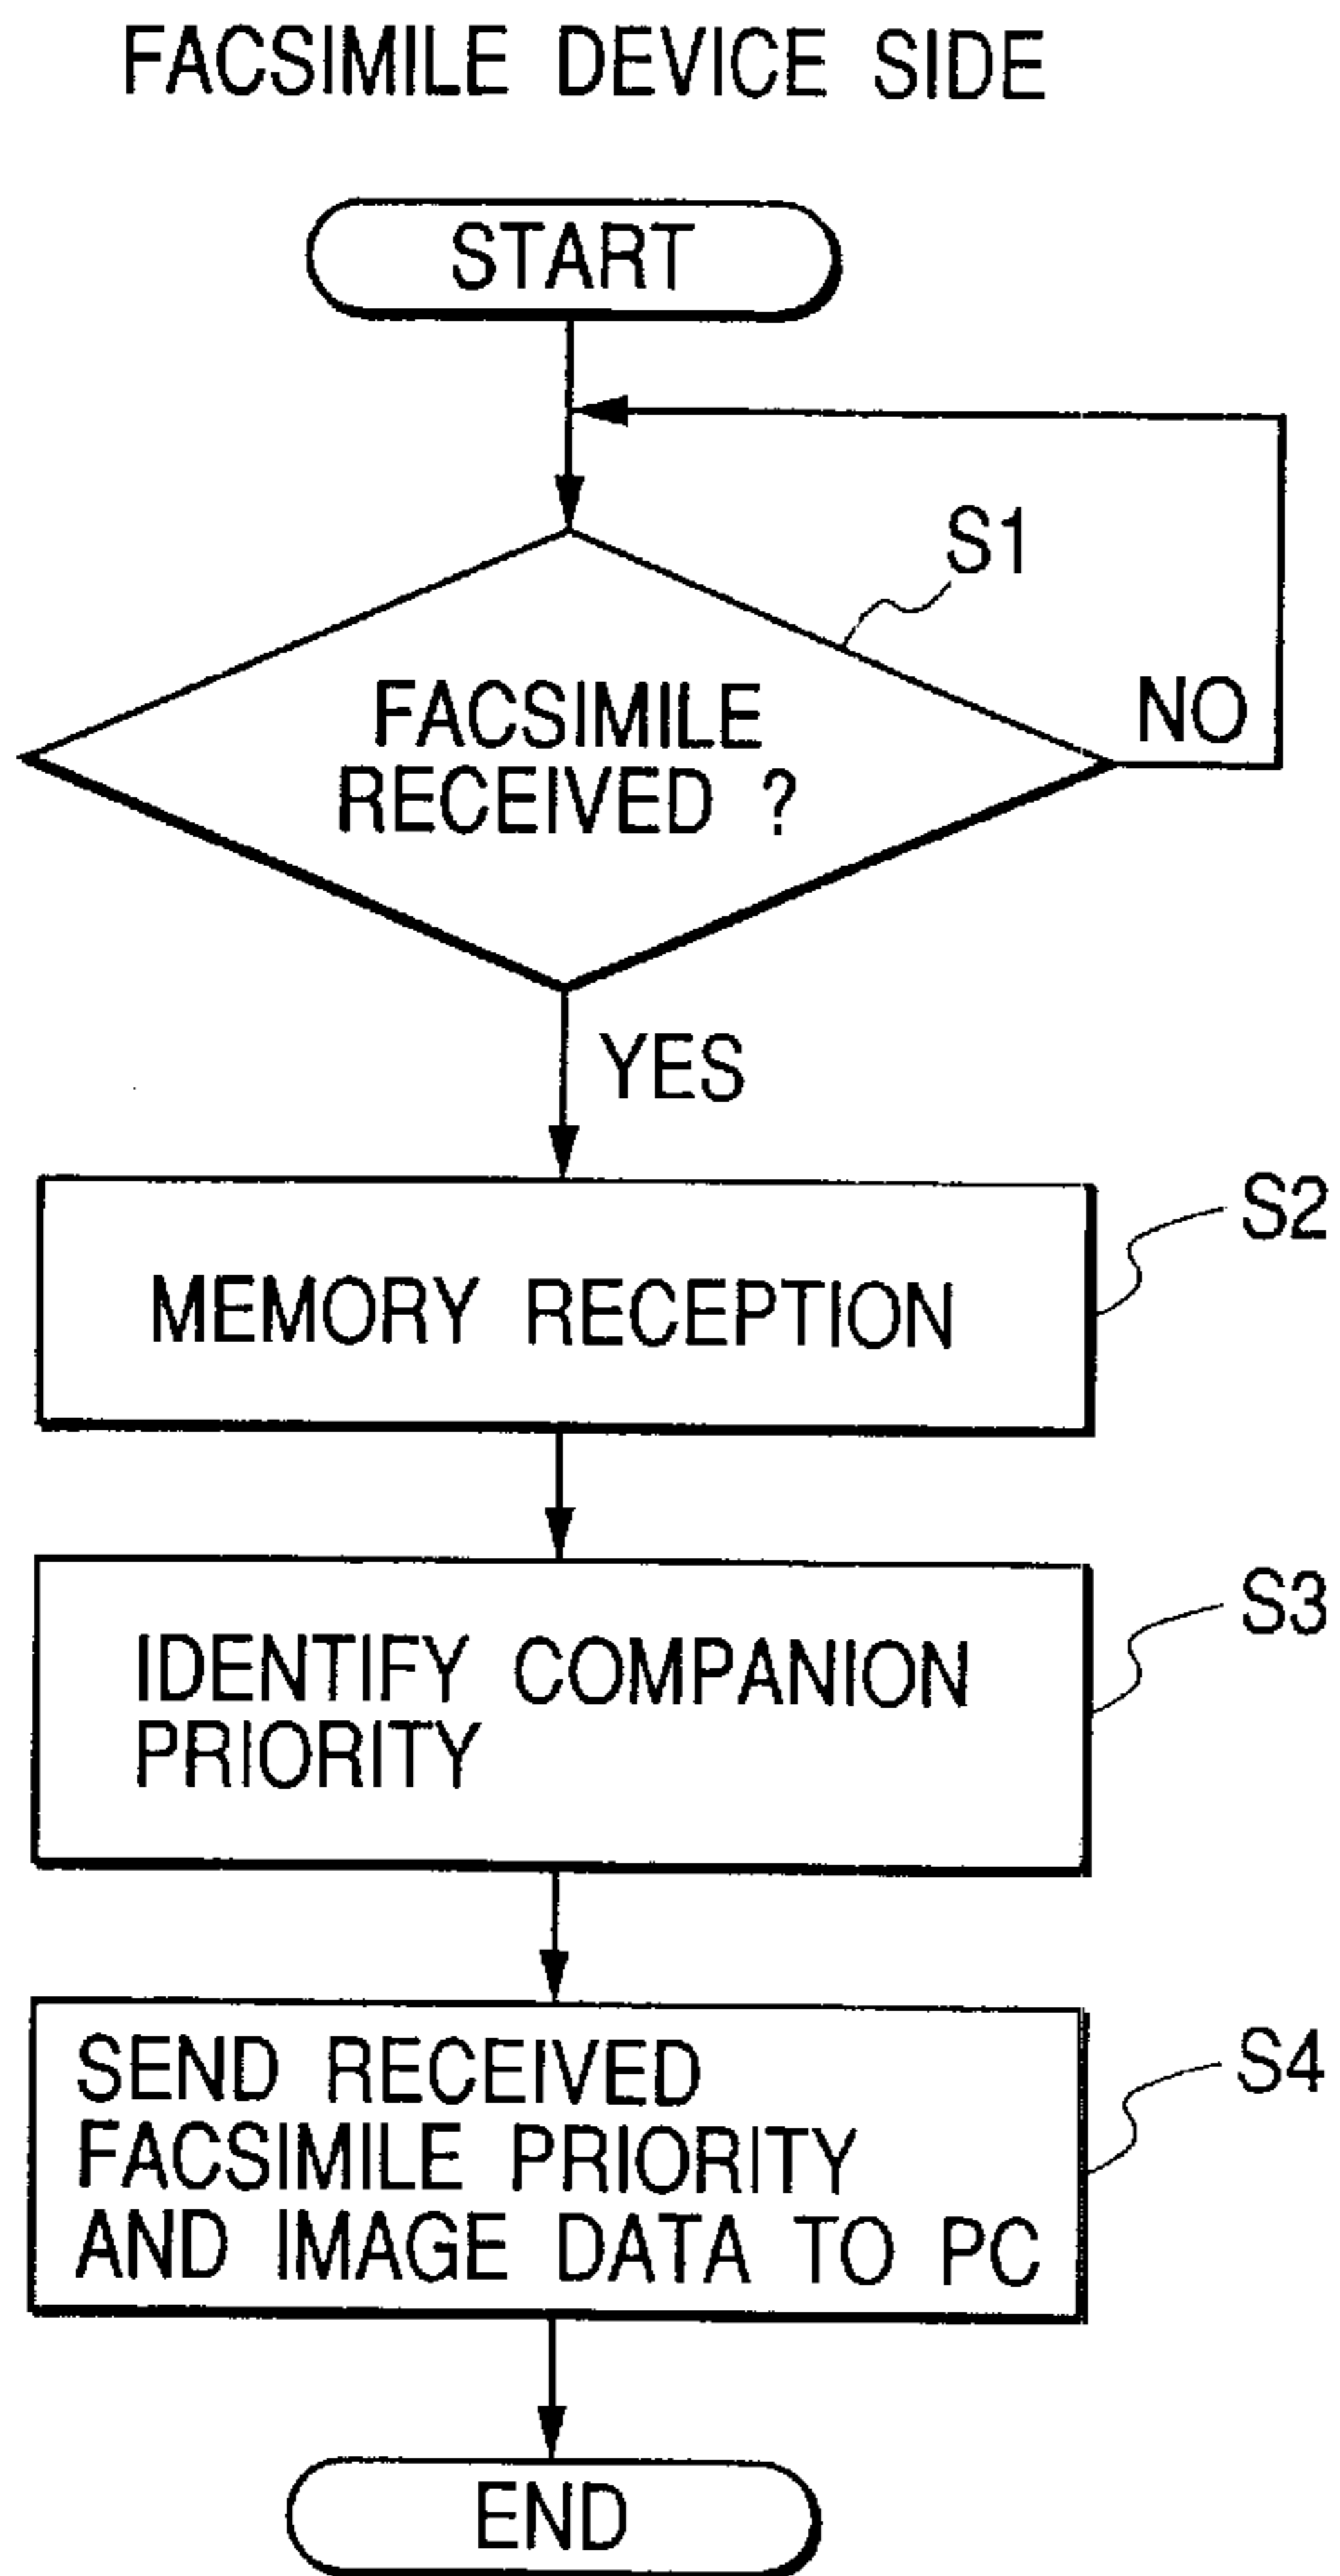 FACSIMILE DEVICE SIDE
START
S1
FACSIMILE
RECEIVED ?
NO
YES
S2
MEMORY RECEPTION
S3
IDENTIFY COMPANION
PRIORITY
S4
SEND RECEIVED
FACSIMILE PRIORITY
AND IMAGE DATA TO PC
END